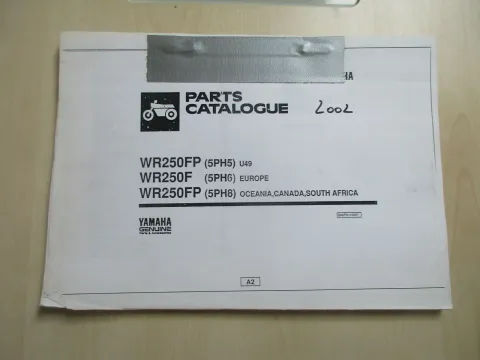 PARTS
CATALOGUE
2002
WR250FP (5PH5) U49
WR250F (5PH6) EUROPE
WR250FP (5PH8) OCEANIA,CANADA,SOUTH AFRICA
YAMAHA
GENUINE
A2